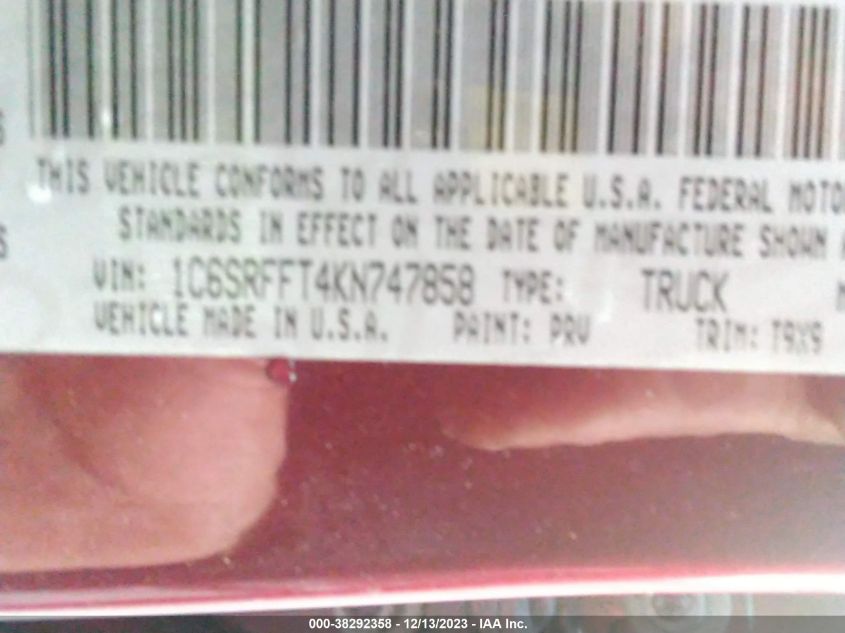 THIS VEHICLE CONFORMS TO ALL APPLICABLE U.S.A. FEDERAL MOTOR
STANDARDS IN EFFECT ON THE DATE OF MANUFACTURE SHOWN A
VIN: 1C6SRFFT4KN747858 TYPE: TRUCK
VEHICLE MADE IN U.S.A. PAINT: PRV TRIM: T9X9
000-38292358 - 12/13/2023 - IAA Inc.